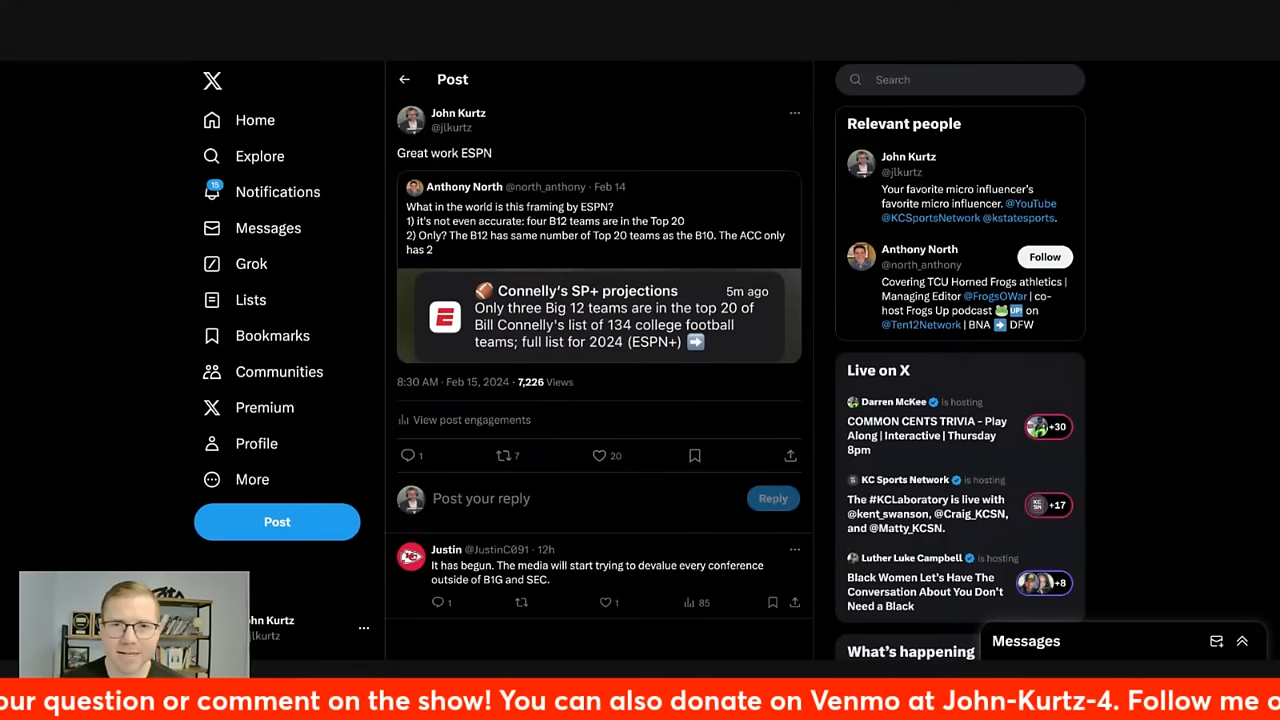 Home
Explore
15
Notifications
Messages
Grok
Lists
Bookmarks
Communities
Premium
Profile
More
Post
ohn Kurtz
jlkurtz
Post
John Kurtz
@jlkurtz
Great work ESPN
Anthony North @north_anthony · Feb 14
What in the world is this framing by ESPN?
1) it's not even accurate: four B12 teams are in the Top 20
2) Only? The B12 has same number of Top 20 teams as the B10. The ACC only
has 2
Connelly's SP+ projections 5m ago
Only three Big 12 teams are in the top 20 of
Bill Connelly's list of 134 college football
teams; full list for 2024 (ESPN+)
8:30 AM · Feb 15, 2024 · 7,226 Views
View post engagements
1 7 20
Post your reply
Reply
Justin @JustinC091 · 12h
It has begun. The media will start trying to devalue every conference
outside of B1G and SEC.
1 1 85
Search
Relevant people
John Kurtz
@jlkurtz
Your favorite micro influencer's
favorite micro influencer. @YouTube
@KCSportsNetwork @kstatesports.
Anthony North
@north_anthony
Follow
Covering TCU Horned Frogs athletics |
Managing Editor @FrogsOWar | co-
host Frogs Up podcast 🐸 🆙 on
@Ten12Network | BNA ➡️ DFW
Live on X
Darren McKee is hosting
COMMON CENTS TRIVIA - Play
Along | Interactive | Thursday
8pm
+30
KC Sports Network is hosting
The #KCLaboratory is live with
@kent_swanson, @Craig_KCSN,
and @Matty_KCSN.
+17
Luther Luke Campbell is hosting
Black Women Let's Have The
Conversation About You Don't
Need a Black
+8
What's happening
Messages
our question or comment on the show! You can also donate on Venmo at John-Kurtz-4. Follow me o